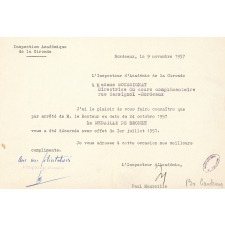 Inspection Académique
de la Gironde
Bordeaux, le 9 novembre 1957
L'Inspecteur d'Académie de la Gironde
à Madame
Directrice du cours complémentaire
rue Cassignol -Bordeaux
J'ai le plaisir de vous faire connaître que
par arrêté de M. le Recteur en date du 24 octobre 1957
la MEDAILLE DE BRONZE
vous a été décernée avec effet du 1er juillet 1957.
Je vous adresse à cette occasion mes meilleurs
compliments.
L'Inspecteur d'Académie,
Paul